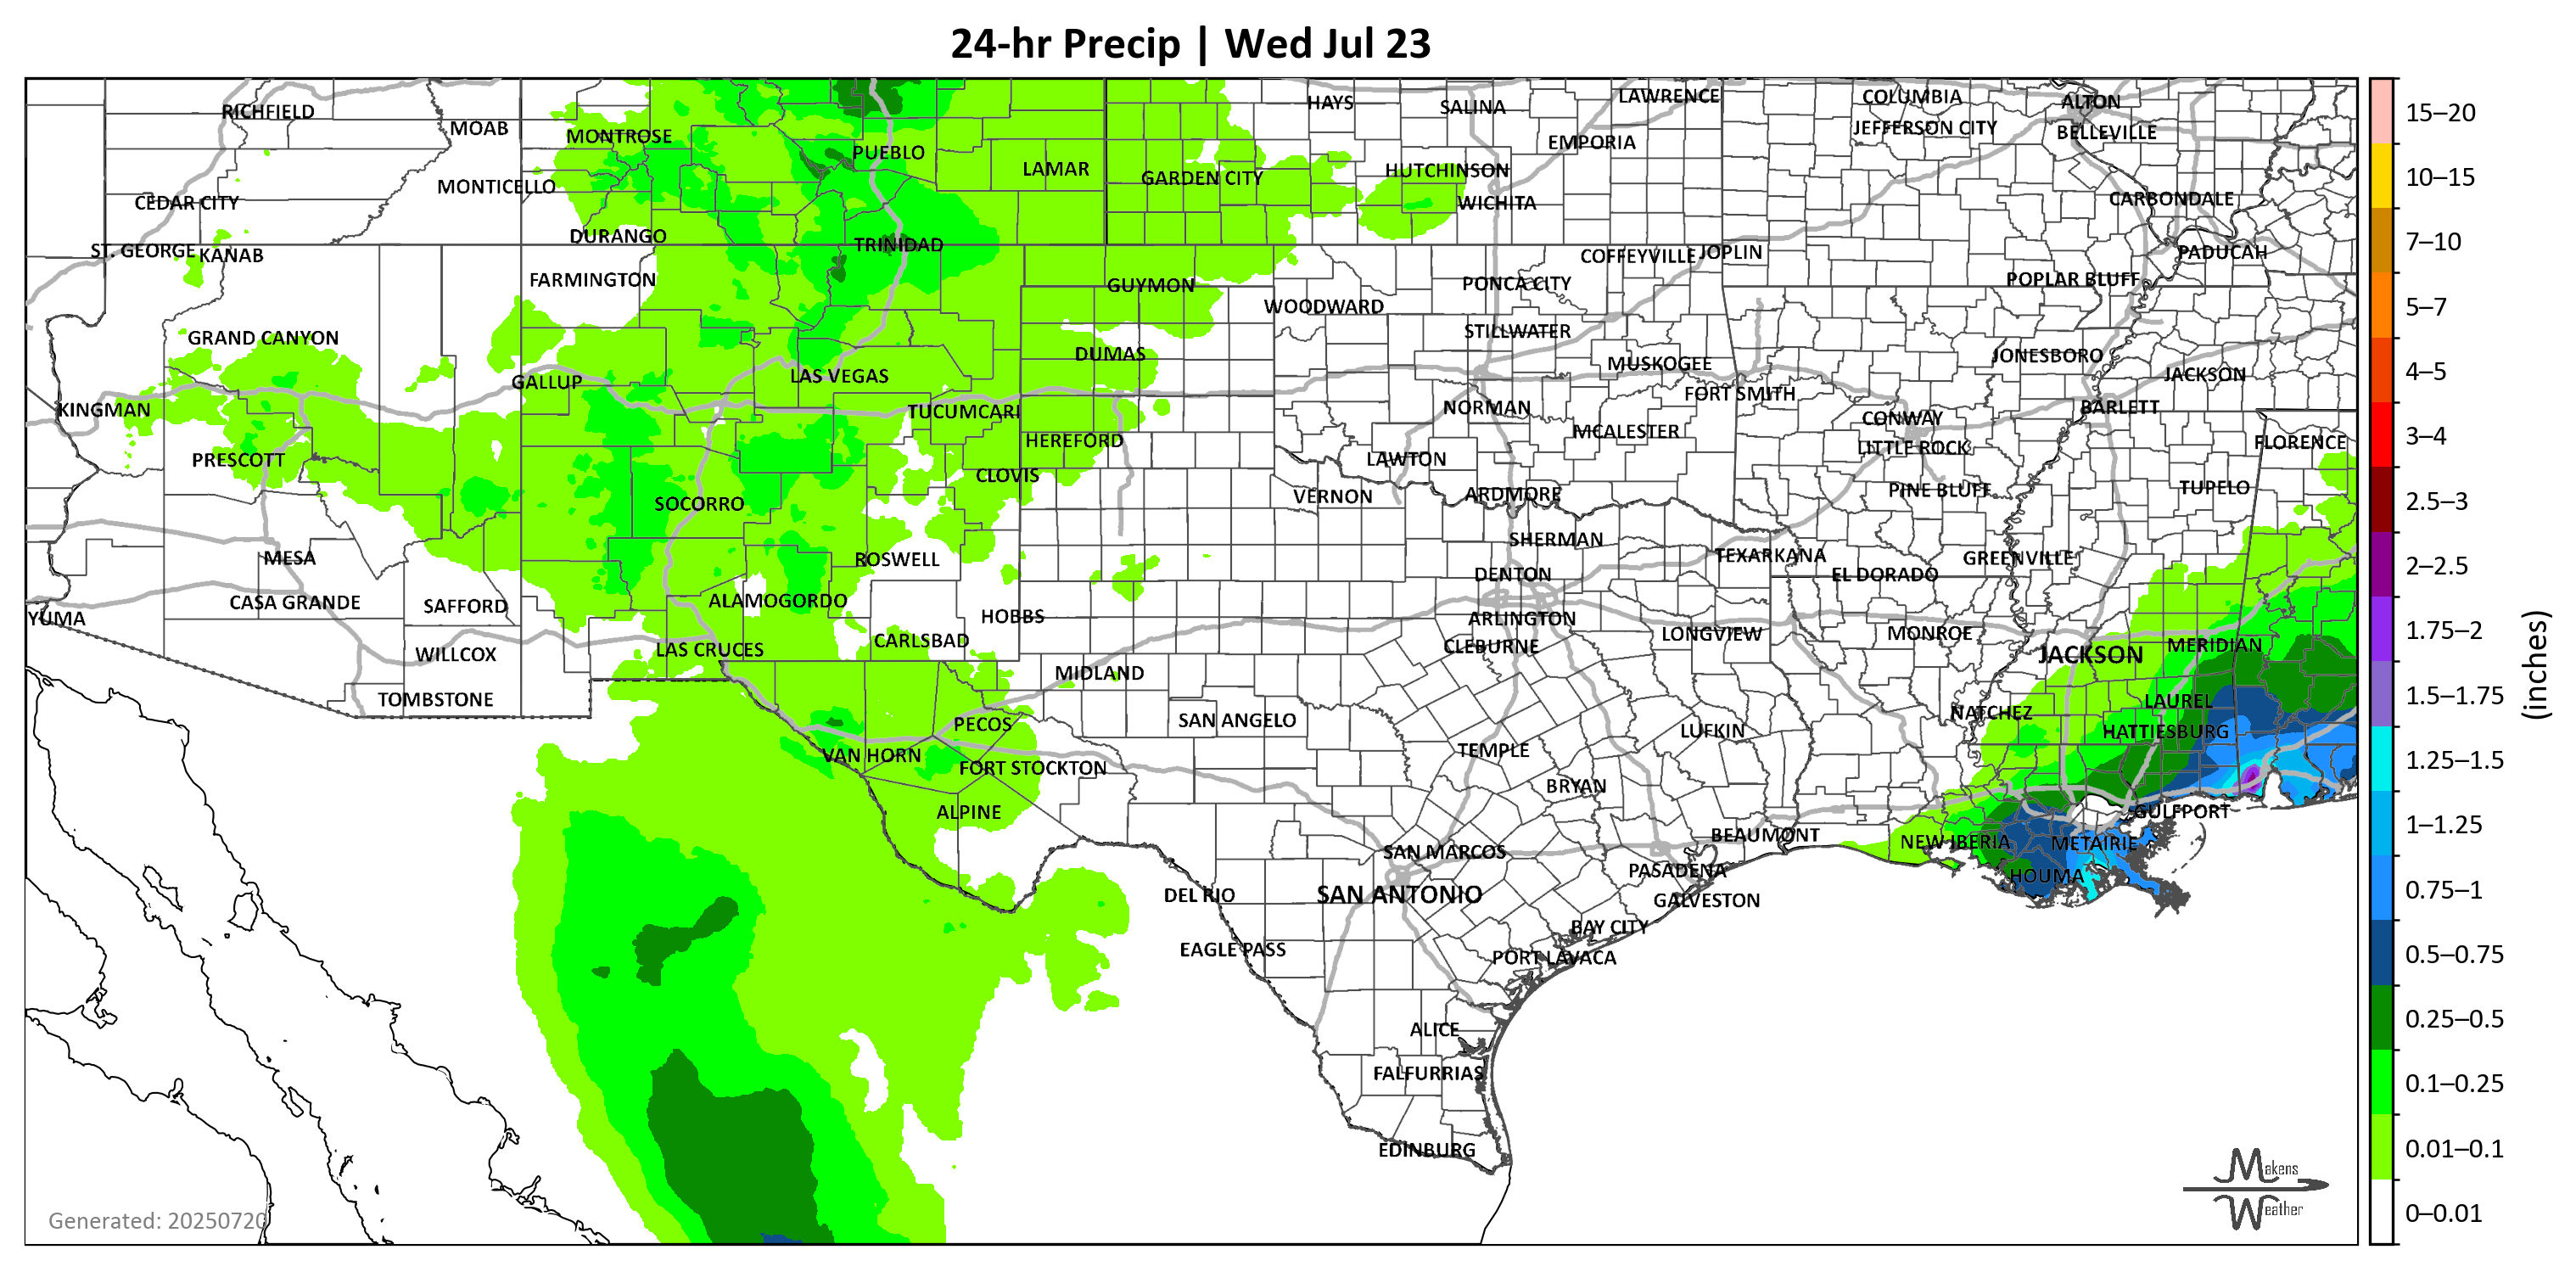 24-hr Precip | Wed Jul 23
RICHFIELD
MOAB
MONTROSE
PUEBLO
LAMAR
GARDEN CITY
HAYS
SALINA
LAWRENCE
EMPORIA
HUTCHINSON
WICHITA
COLUMBIA
JEFFERSON CITY
ALTON
BELLEVILLE
CARBONDALE
PADUCAH
CEDAR CITY
MONTICELLO
ST. GEORGE
KANAB
DURANGO
TRINIDAD
FARMINGTON
GUYMON
WOODWARD
PONCA CITY
COFFEYVILLE
JOPLIN
POPLAR BLUFF
STILLWATER
MUSKOGEE
JONESBORO
JACKSON
GRAND CANYON
DUMAS
GALLUP
LAS VEGAS
KINGMAN
TUCUMCARI
NORMAN
FORT SMITH
CONWAY
BARLETT
HEREFORD
MCALESTER
LITTLE ROCK
FLORENCE
PRESCOTT
CLOVIS
LAWTON
SOCORRO
VERNON
ARDMORE
PINE BLUFF
TUPELO
MESA
ROSWELL
SHERMAN
TEXARKANA
GREENVILLE
DENTON
EL DORADO
CASA GRANDE
SAFFORD
ALAMOGORDO
YUMA
HOBBS
ARLINGTON
CARLSBAD
LONGVIEW
MONROE
WILLCOX
LAS CRUCES
CLEBURNE
JACKSON
MERIDIAN
MIDLAND
TOMBSTONE
LAUREL
PECOS
SAN ANGELO
NATCHEZ
LUFKIN
HATTIESBURG
VAN HORN
TEMPLE
FORT STOCKTON
BRYAN
ALPINE
GULFPORT
BEAUMONT
NEW IBERIA
METAIRIE
SAN MARCOS
PASADENA
HOUMA
DEL RIO
SAN ANTONIO
GALVESTON
BAY CITY
EAGLE PASS
PORT LAVACA
ALICE
FALFURRIAS
EDINBURG
Generated: 20250720
Makens
Weather
15–20
10–15
7–10
5–7
4–5
3–4
2.5–3
2–2.5
1.75–2
1.5–1.75
1.25–1.5
1–1.25
0.75–1
0.5–0.75
0.25–0.5
0.1–0.25
0.01–0.1
0–0.01
(inches)